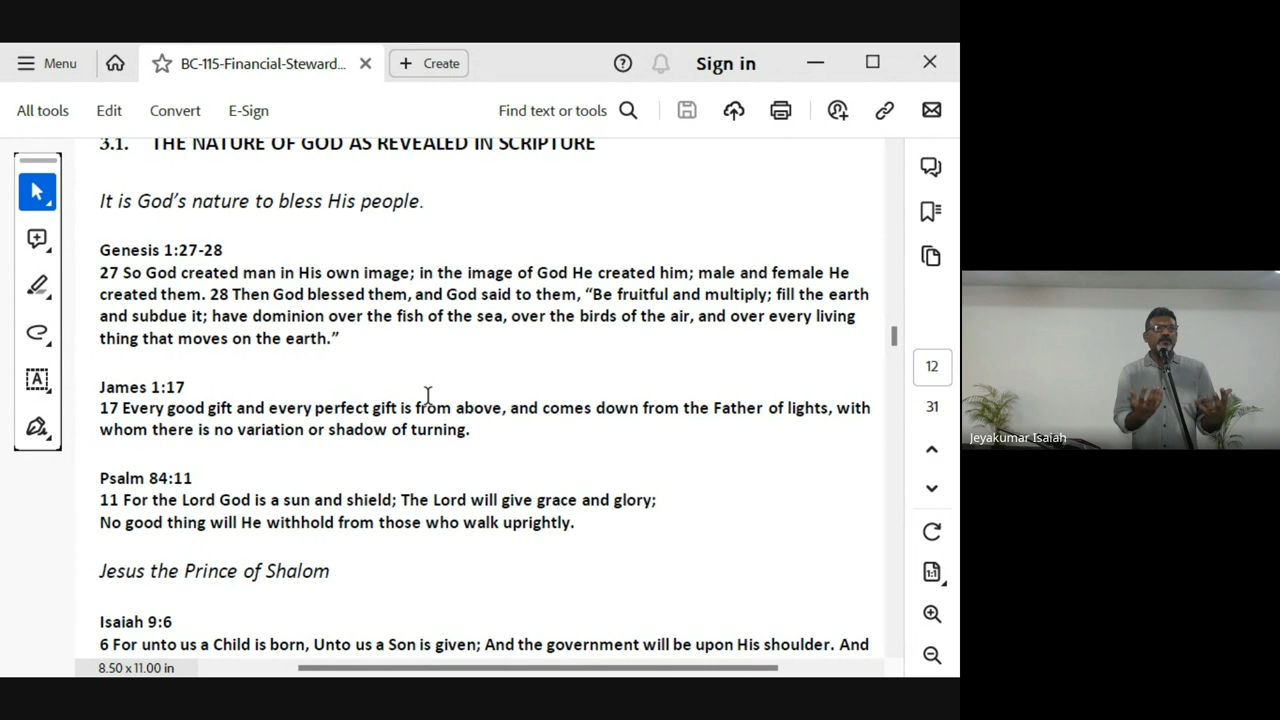 Menu
BC-115-Financial-Steward...
Create
Sign in
All tools
Edit
Convert
E-Sign
Find text or tools
3.1. THE NATURE OF GOD AS REVEALED IN SCRIPTURE
It is God's nature to bless His people.
Genesis 1:27-28
27 So God created man in His own image; in the image of God He created him; male and female He
created them. 28 Then God blessed them, and God said to them, “Be fruitful and multiply; fill the earth
and subdue it; have dominion over the fish of the sea, over the birds of the air, and over every living
thing that moves on the earth.”
James 1:17
17 Every good gift and every perfect gift is from above, and comes down from the Father of lights, with
whom there is no variation or shadow of turning.
Psalm 84:11
11 For the Lord God is a sun and shield; The Lord will give grace and glory;
No good thing will He withhold from those who walk uprightly.
Jesus the Prince of Shalom
Isaiah 9:6
6 For unto us a Child is born, Unto us a Son is given; And the government will be upon His shoulder. And
8.50 x 11.00 in
12
31
1:1
Jeyakumar Isaiah